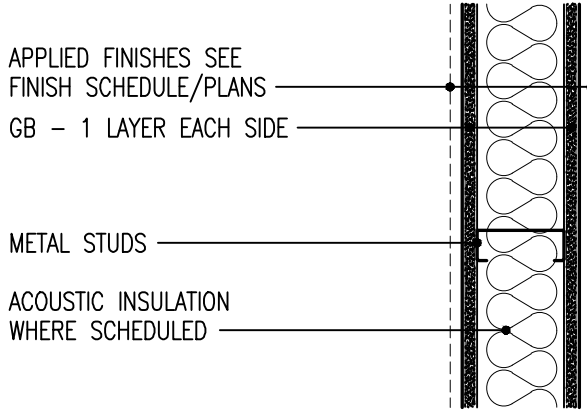 APPLIED FINISHES SEE
FINISH SCHEDULE/PLANS
GB - 1 LAYER EACH SIDE
METAL STUDS
ACOUSTIC INSULATION
WHERE SCHEDULED